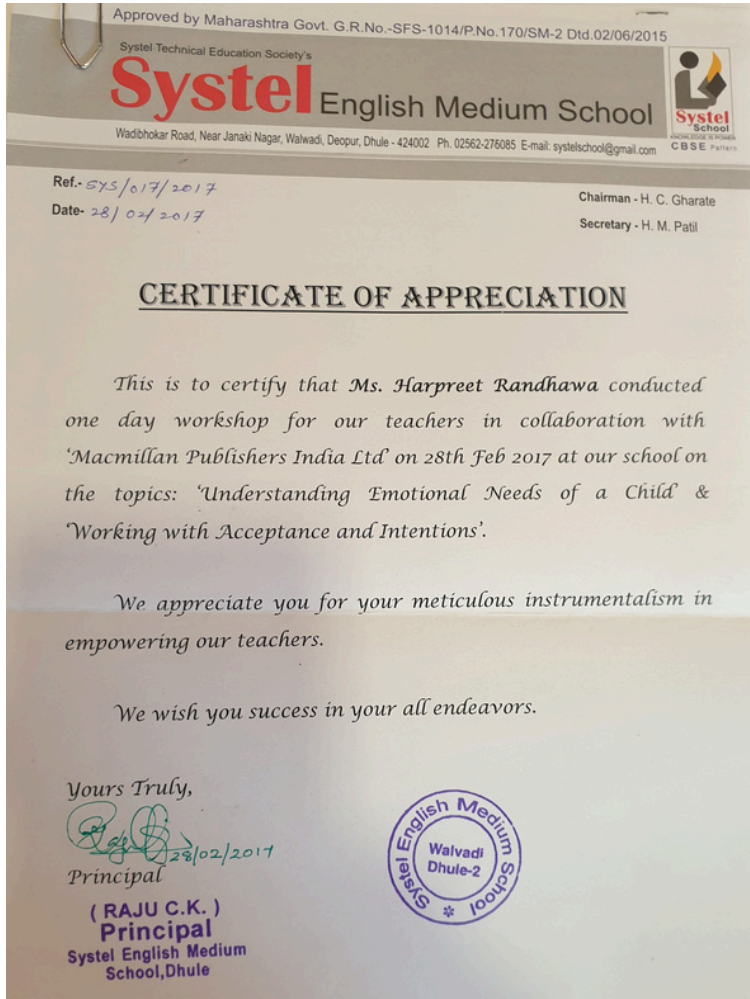 Approved by Maharashtra Govt. G.R.No.-SFS-1014/P.No.170/SM-2 Dtd.02/06/2015
Systel Technical Education Society's
Systel English Medium School
Systel
School
KNOWLEDGE IS POWER
CBSE Pattern
Wadibhokar Road, Near Janaki Nagar, Walwadi, Deopur, Dhule - 424002 Ph. 02562-276085 E-mail: systelschool@gmail.com
Ref.- SYS/017/2017
Date- 28/02/2017
Chairman - H. C. Gharate
Secretary - H. M. Patil
CERTIFICATE OF APPRECIATION
This is to certify that Ms. Harpreet Randhawa conducted
one day workshop for our teachers in collaboration with
'Macmillan Publishers India Ltd' on 28th Feb 2017 at our school on
the topics: 'Understanding Emotional Needs of a Child' &
'Working with Acceptance and Intentions'.
We appreciate you for your meticulous instrumentalism in
empowering our teachers.
We wish you success in your all endeavors.
Yours Truly,
28/02/2017
Principal
( RAJU C.K. )
Principal
Systel English Medium
School,Dhule
Systel English Medium School
Walvadi
Dhule-2